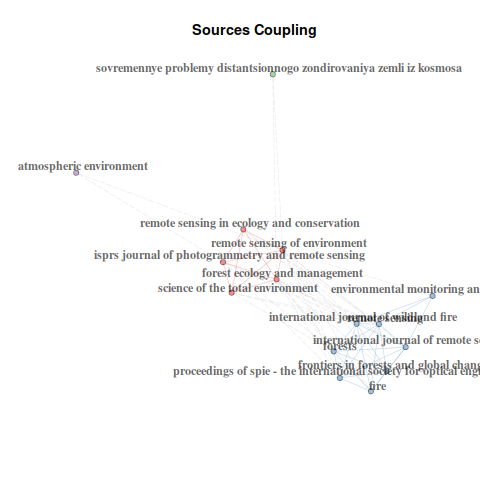 Sources Coupling
sovremennye problemy distantsionnogo zondirovaniya zemli iz kosmosa
atmospheric environment
remote sensing in ecology and conservation
remote sensing of environment
isprs journal of photogrammetry and remote sensing
forest ecology and management
science of the total environment
environmental monitoring an
international journal of wildland fire
remote sensing
international journal of remote s
forests
frontiers in forests and global chang
proceedings of spie - the international society for optical eng
fire